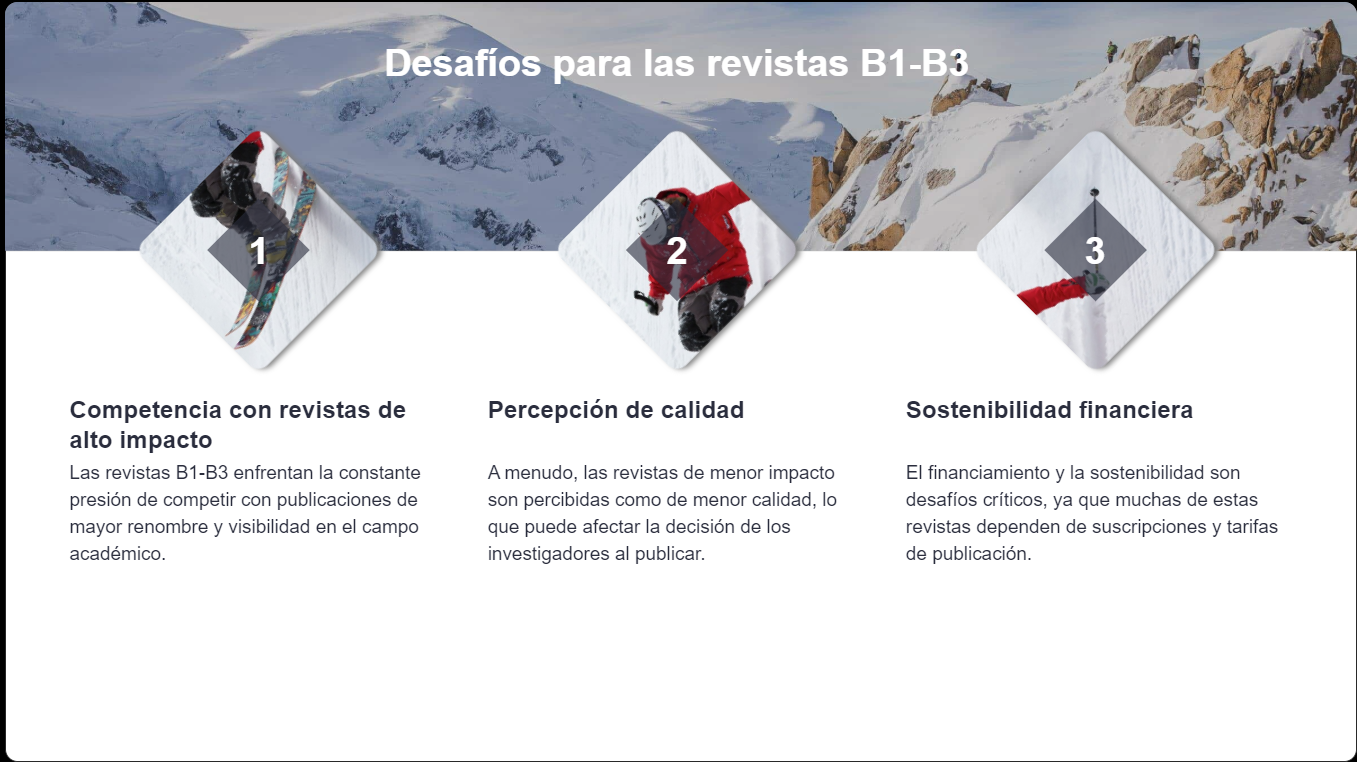 Desafíos para las revistas B1-B3
1
2
3
Competencia con revistas de
alto impacto
Las revistas B1-B3 enfrentan la constante
presión de competir con publicaciones de
mayor renombre y visibilidad en el campo
académico.
Percepción de calidad
A menudo, las revistas de menor impacto
son percibidas como de menor calidad, lo
que puede afectar la decisión de los
investigadores al publicar.
Sostenibilidad financiera
El financiamiento y la sostenibilidad son
desafíos críticos, ya que muchas de estas
revistas dependen de suscripciones y tarifas
de publicación.